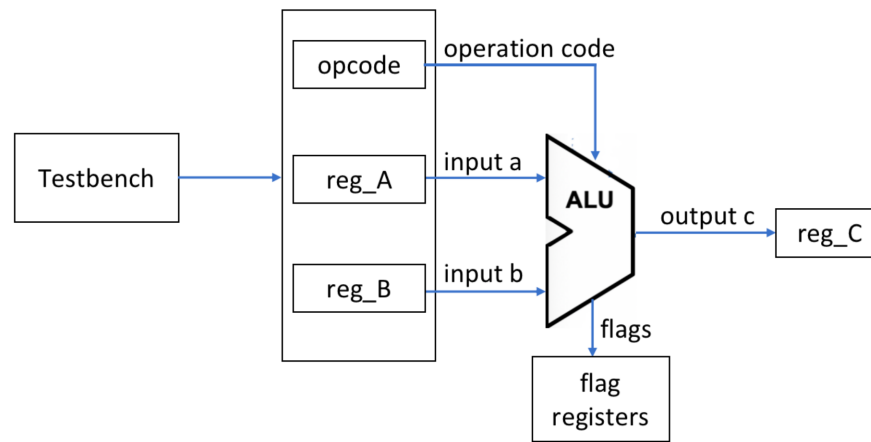 opcode
operation code
Testbench
reg_A
input a
ALU
output c
reg_C
reg_B
input b
flags
flag
registers